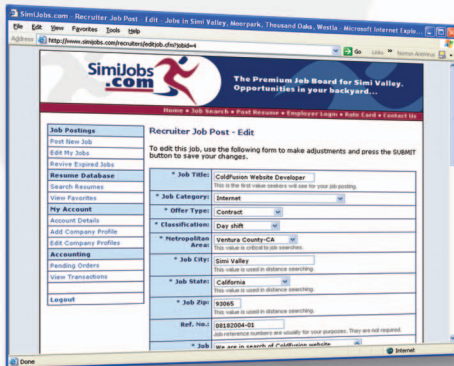 SimiJobs.com - Recruiter Job Post - Edit - Jobs in Simi Valley, Moorpark, Thousand Oaks, Westla - Microsoft Internet Explo...
File Edit View Favorites Tools Help
Address http://www.simijobs.com/recruiters/editjob.cfm?jobid=4
Go Links Norton AntiVirus
SimiJobs
.com
The Premium Job Board for Simi Valley.
Opportunities in your backyard...
Home • Job Search • Post Resume • Employer Login • Rate Card • Contact Us
Job Postings
Post New Job
Edit My Jobs
Revive Expired Jobs
Resume Database
Search Resumes
View Favorites
My Account
Account Details
Add Company Profile
Edit Company Profiles
Accounting
Pending Orders
View Transactions
Logout
Recruiter Job Post - Edit
To edit this job, use the following form to make adjustments and press the SUBMIT
button to save your changes.
* Job Title: ColdFusion Website Developer
This is the first value seekers will see for your job posting.
* Job Category: Internet
* Offer Type: Contract
* Classification: Day shift
* Metropolitan Area: Ventura County-CA
This value is critical to job searches.
* Job City: Simi Valley
This value is used in distance searching.
* Job State: California
This value is used in distance searching.
* Job Zip: 93065
This value is used in distance searching.
Ref. No.: 08182004-01
Job reference numbers are usually for your purposes. They are not required.
* Job We are in search of Coldfusion website
Done
Internet